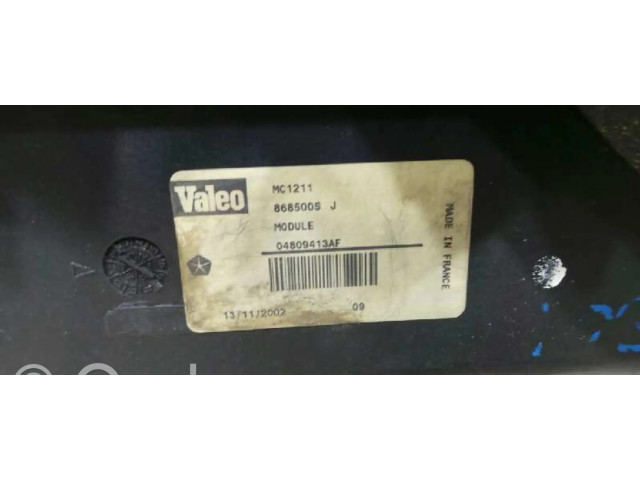 Valeo
MC1211
868500S J
MODULE
04809413AF
13/11/2002 09
MADE IN FRANCE